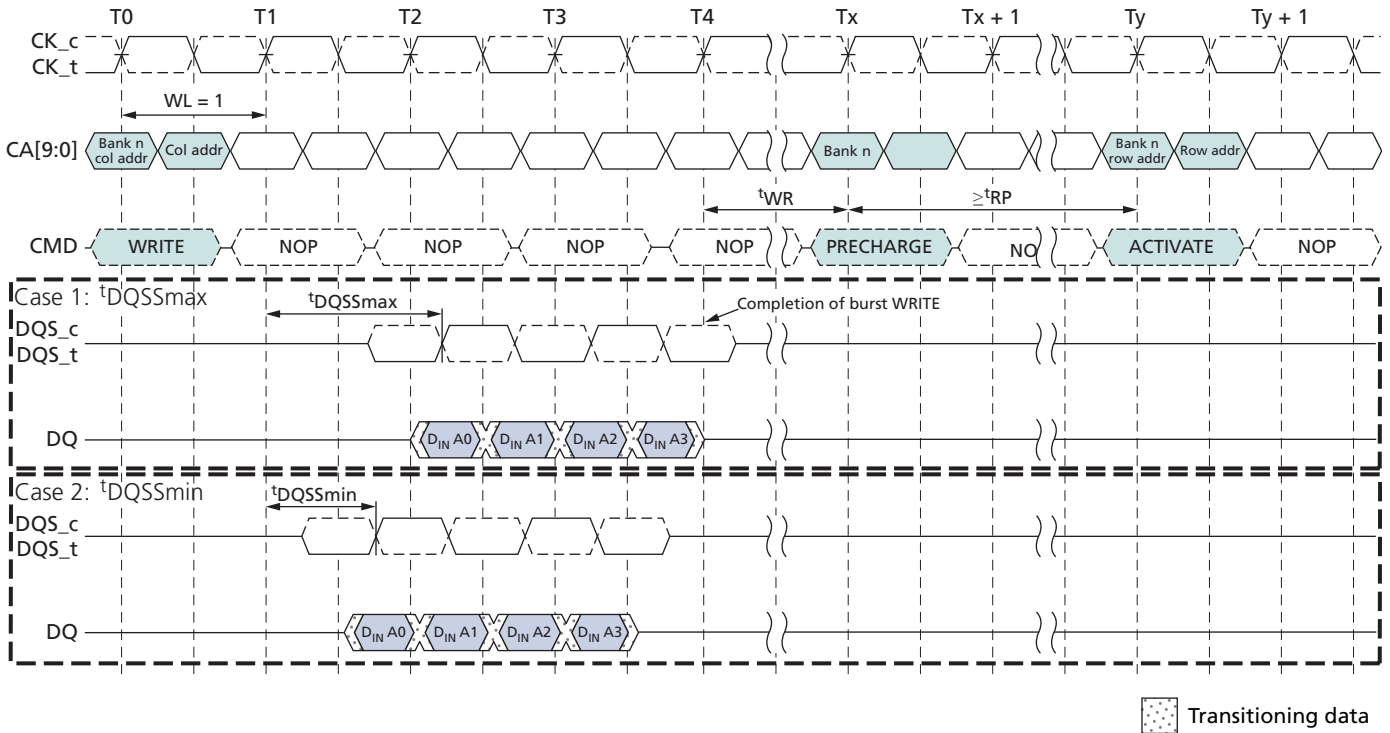 T0 T1 T2 T3 T4 Tx Tx + 1 Ty Ty + 1
CK_c
CK_t
WL = 1
CA[9:0] Bank n col addr Col addr Bank n Bank n row addr Row addr
tWR ≥tRP
CMD WRITE NOP NOP NOP NOP PRECHARGE NO ACTIVATE NOP
Case 1: tDQSSmax
tDQSSmax
Completion of burst WRITE
DQS_c
DQS_t
DQ DIN A0 DIN A1 DIN A2 DIN A3
Case 2: tDQSSmin
tDQSSmin
DQS_c
DQS_t
DQ DIN A0 DIN A1 DIN A2 DIN A3
Transitioning data